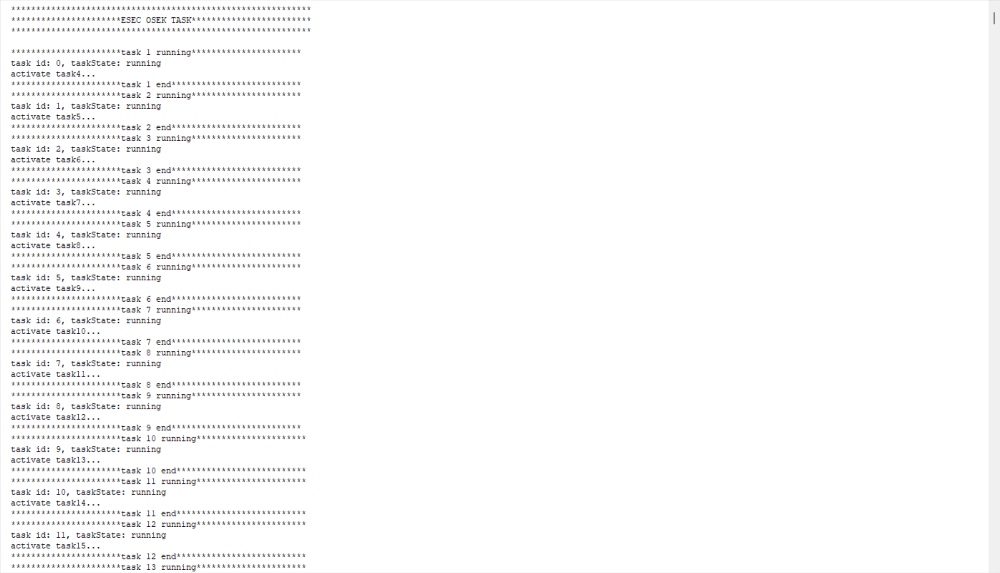 ************************************************************
**********************ESEC OSEK TASK************************
************************************************************
**********************task 1 running**********************
task id: 0, taskState: running
activate task4...
**********************task 1 end**************************
**********************task 2 running**********************
task id: 1, taskState: running
activate task5...
**********************task 2 end**************************
**********************task 3 running**********************
task id: 2, taskState: running
activate task6...
**********************task 3 end**************************
**********************task 4 running**********************
task id: 3, taskState: running
activate task7...
**********************task 4 end**************************
**********************task 5 running**********************
task id: 4, taskState: running
activate task8...
**********************task 5 end**************************
**********************task 6 running**********************
task id: 5, taskState: running
activate task9...
**********************task 6 end**************************
**********************task 7 running**********************
task id: 6, taskState: running
activate task10...
**********************task 7 end**************************
**********************task 8 running**********************
task id: 7, taskState: running
activate task11...
**********************task 8 end**************************
**********************task 9 running**********************
task id: 8, taskState: running
activate task12...
**********************task 9 end**************************
**********************task 10 running**********************
task id: 9, taskState: running
activate task13...
**********************task 10 end**************************
**********************task 11 running**********************
task id: 10, taskState: running
activate task14...
**********************task 11 end**************************
**********************task 12 running**********************
task id: 11, taskState: running
activate task15...
**********************task 12 end**************************
**********************task 13 running**********************